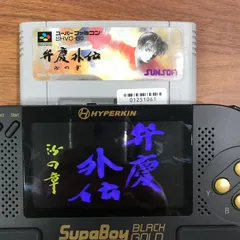 スーパーファミコン
SHVC-BG
弁慶外伝
沙の章
SUNSOFT
01251061
HYPERKIN
弁慶
外伝
沙の章
SupaBoy
BLACK
GOLD
Y
B